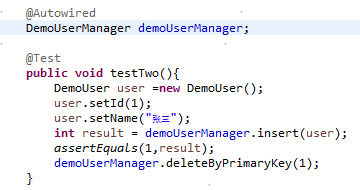 @Autowired
DemoUserManager demoUserManager;
@Test
public void testTwo(){
DemoUser user =new DemoUser();
user.setId(1);
user.setName("张三");
int result = demoUserManager.insert(user);
assertEquals(1,result);
demoUserManager.deleteByPrimaryKey(1);
}